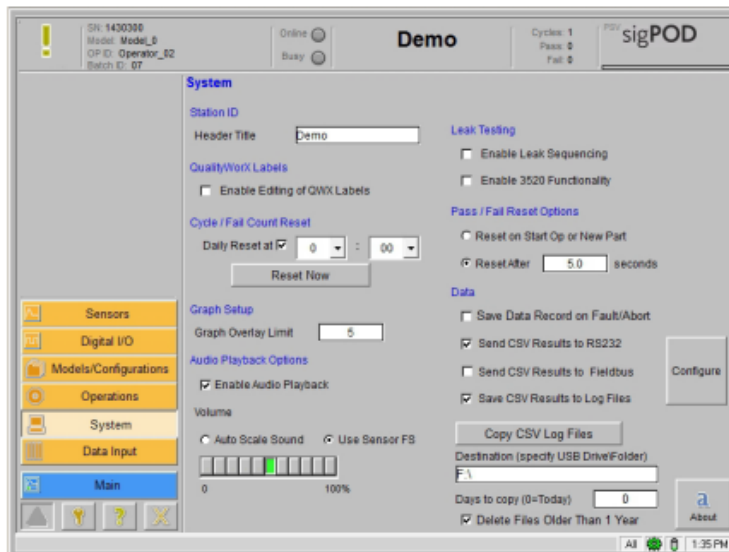 SN: 1430300
Model: Model_0
OP ID: Operator_02
Batch ID: 07
Online
Busy
Demo
Cycles: 1
Pass: 0
Fail: 0
PSV sigPOD
System
Station ID
Header Title Demo
QualityWorX Labels
Enable Editing of QWX Labels
Cycle / Fail Count Reset
Daily Reset at 0 : 00
Reset Now
Graph Setup
Graph Overlay Limit 5
Audio Playback Options
Enable Audio Playback
Volume
Auto Scale Sound Use Sensor FS
0 100%
Leak Testing
Enable Leak Sequencing
Enable 3520 Functionality
Pass / Fail Reset Options
Reset on Start Op or New Part
Reset After 5.0 seconds
Data
Save Data Record on Fault/Abort
Send CSV Results to RS232
Send CSV Results to Fieldbus
Save CSV Results to Log Files
Configure
Copy CSV Log Files
Destination (specify USB Drive\Folder)
F:\
Days to copy (0=Today) 0
Delete Files Older Than 1 Year
a
About
Sensors
Digital I/O
Models/Configurations
Operations
System
Data Input
Main
All 1:35 PM